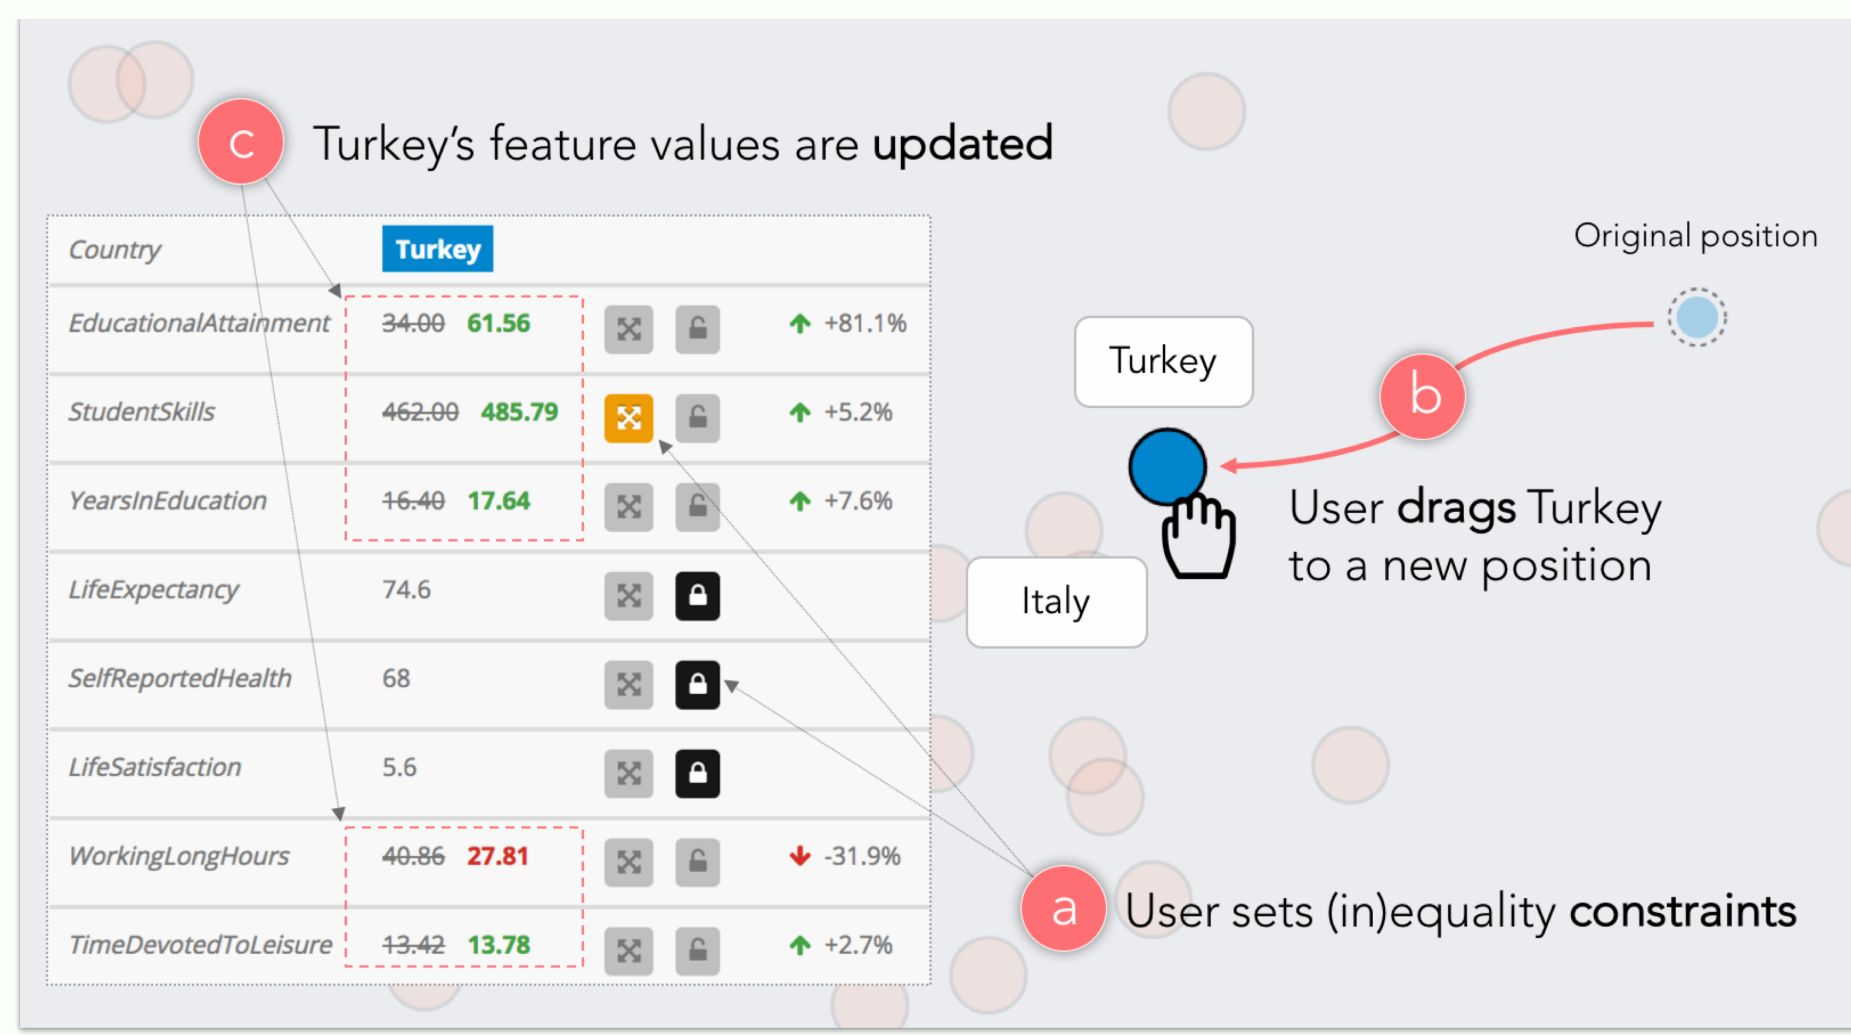 c
Turkey's feature values are updated
Country Turkey
EducationalAttainment 34.00 61.56 +81.1%
StudentSkills 462.00 485.79 +5.2%
YearsInEducation 16.40 17.64 +7.6%
LifeExpectancy 74.6
SelfReportedHealth 68
LifeSatisfaction 5.6
WorkingLongHours 40.86 27.81 -31.9%
TimeDevotedToLeisure 13.42 13.78 +2.7%
Original position
Turkey
b
User drags Turkey
to a new position
Italy
a
User sets (in)equality constraints